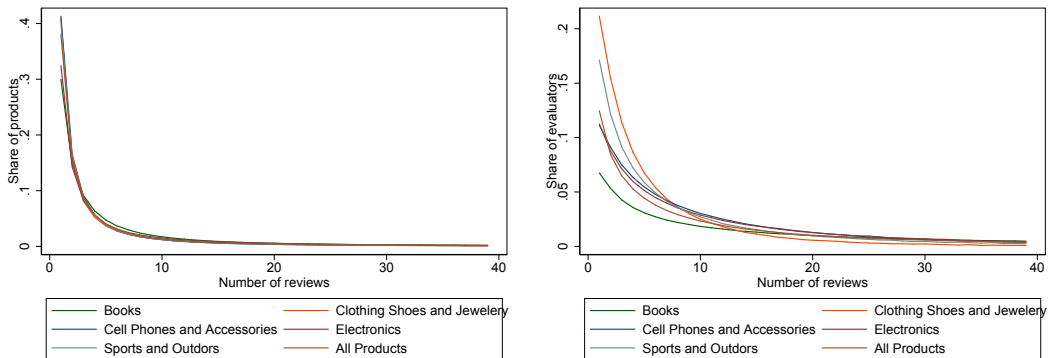 Share of products
0 .1 .2 .3 .4
0 10 20 30 40
Number of reviews
Books Clothing Shoes and Jewelery
Cell Phones and Accessories Electronics
Sports and Outdors All Products
Share of evaluators
0 .05 .1 .15 .2
0 10 20 30 40
Number of reviews
Books Clothing Shoes and Jewelery
Cell Phones and Accessories Electronics
Sports and Outdors All Products